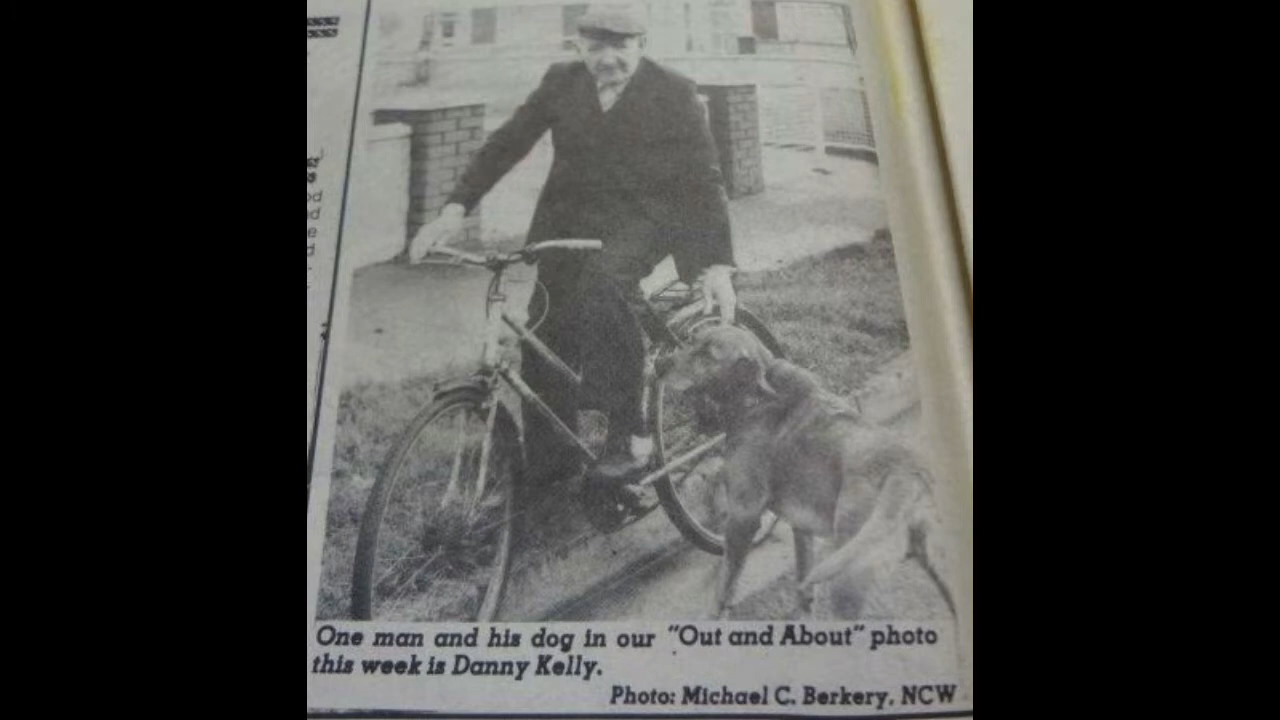 One man and his dog in our "Out and About" photo
this week is Danny Kelly.
Photo: Michael C. Berkery, NCW